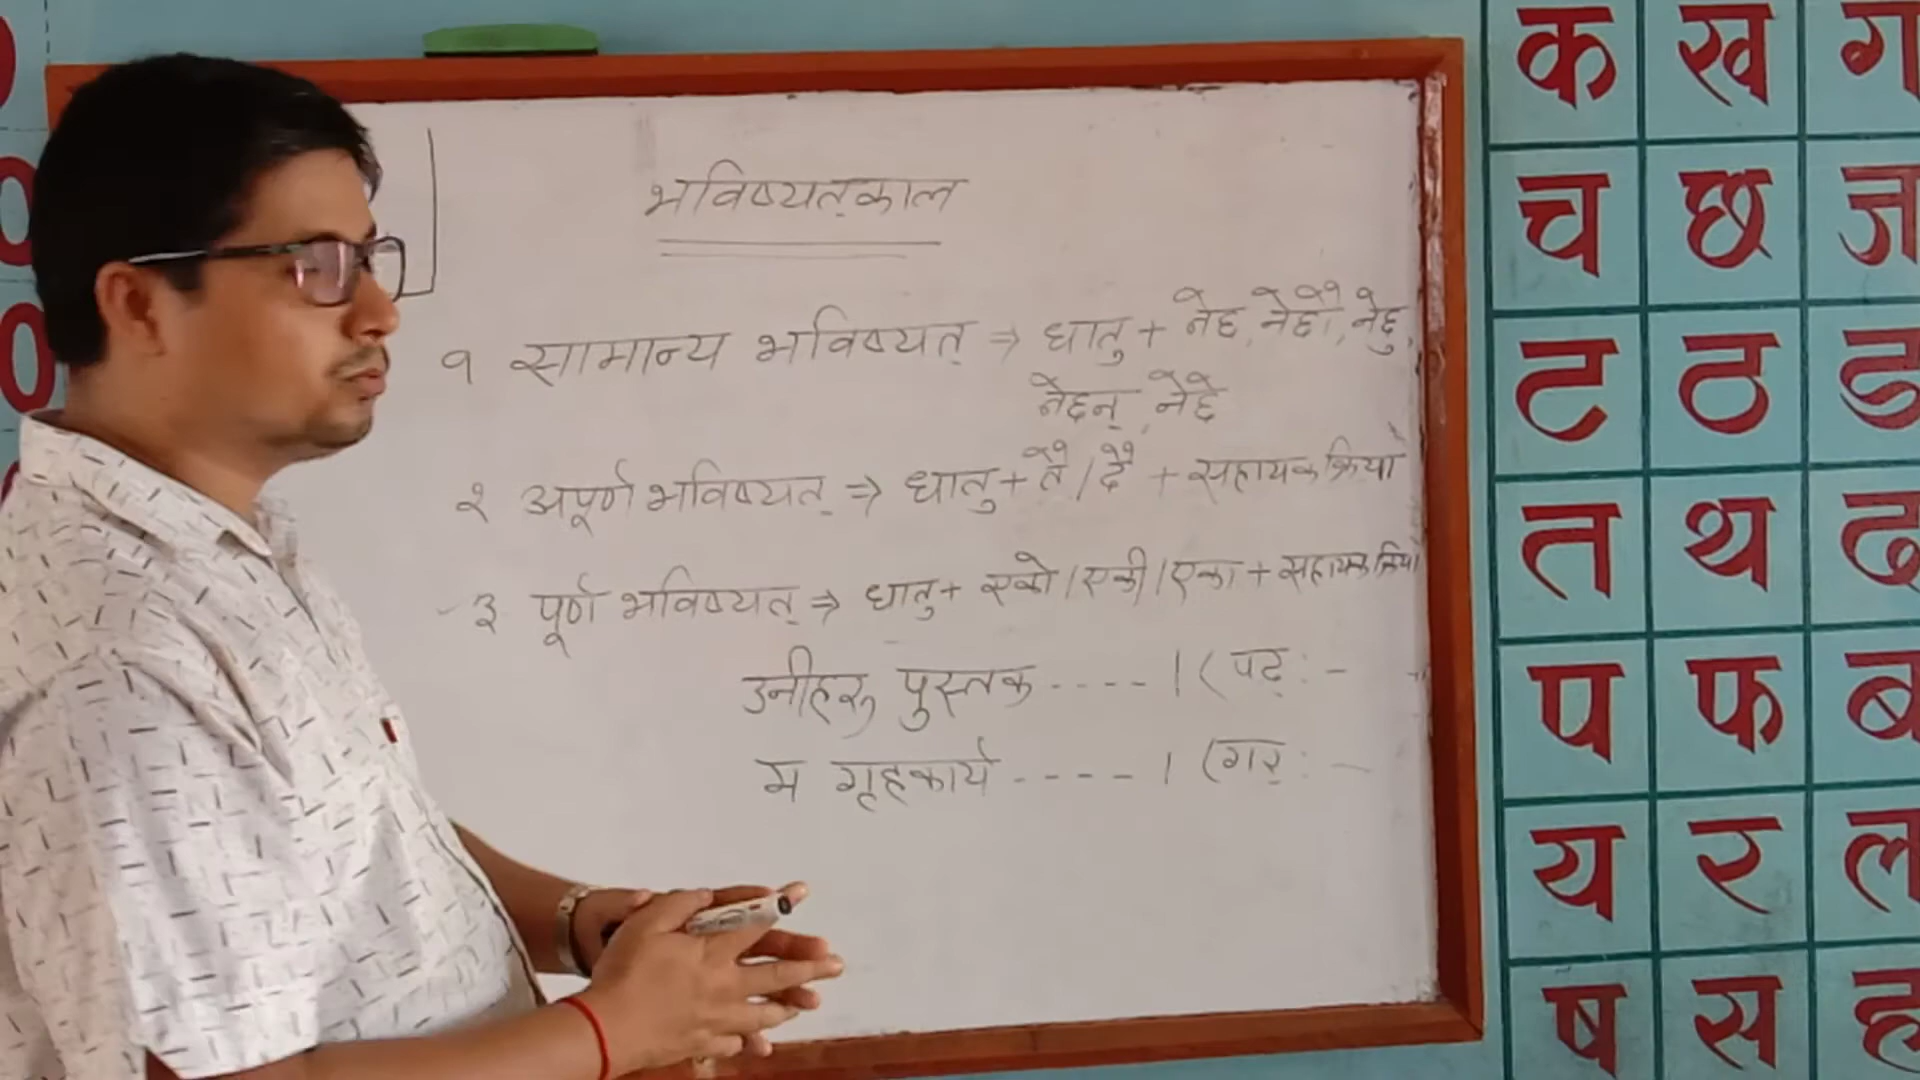 भविष्यत्काल
१ सामान्य भविष्यत् ⇒ धातु + नेछ, नेछौं, नेछु,
नेछन्, नेछे
२ अपूर्ण भविष्यत् ⇒ धातु + तै / दै + सहायक क्रिया
३ पूर्ण भविष्यत् ⇒ धातु + एको / एकी / एका + सहायक क्रिया
उनीहरू पुस्तक ---- । (पढ् : -
म गृहकार्य ----- । (गर् : -
क ख ग
च छ ज
ट ठ ड
त थ द
प फ ब
य र ल
ष स ह